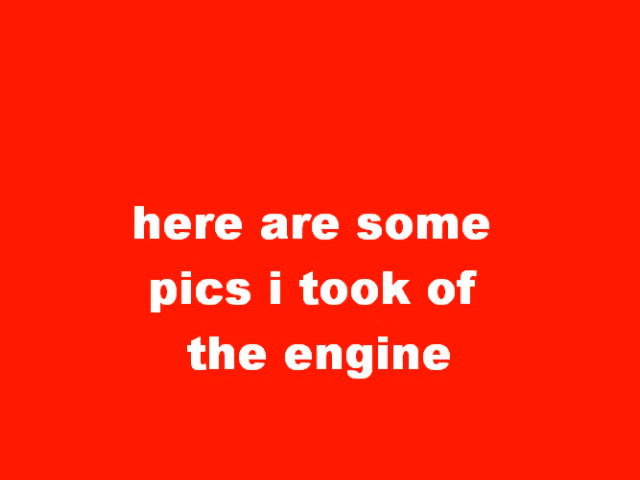 here are some
pics i took of
the engine